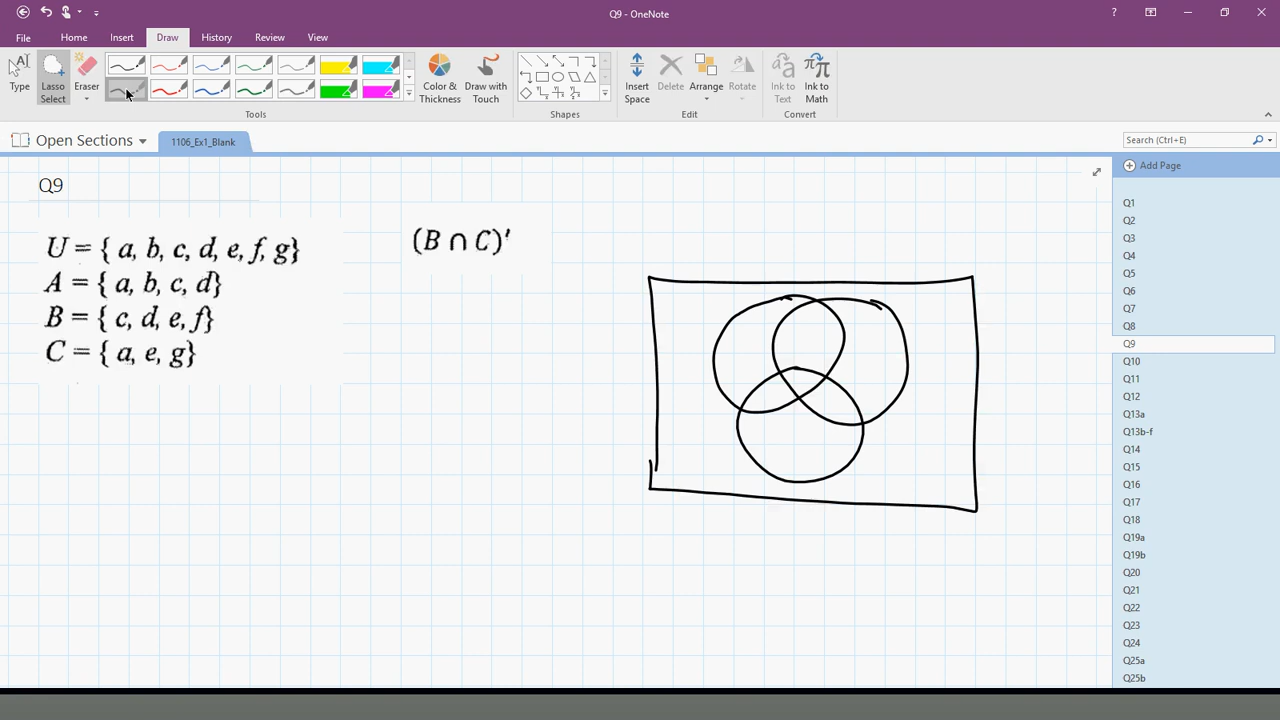 Q9 - OneNote
?
File
Home
Insert
Draw
History
Review
View
Type
Lasso Select
Eraser
Color & Thickness
Draw with Touch
Insert Space
Delete
Arrange
Rotate
Ink to Text
Ink to Math
Tools
Shapes
Edit
Convert
Open Sections
1106_Ex1_Blank
Search (Ctrl+E)
Add Page
Q9
U = { a, b, c, d, e, f, g}
A = { a, b, c, d}
B = { c, d, e, f}
C = { a, e, g}
(B ∩ C)′
Q1
Q2
Q3
Q4
Q5
Q6
Q7
Q8
Q9
Q10
Q11
Q12
Q13a
Q13b-f
Q14
Q15
Q16
Q17
Q18
Q19a
Q19b
Q20
Q21
Q22
Q23
Q24
Q25a
Q25b